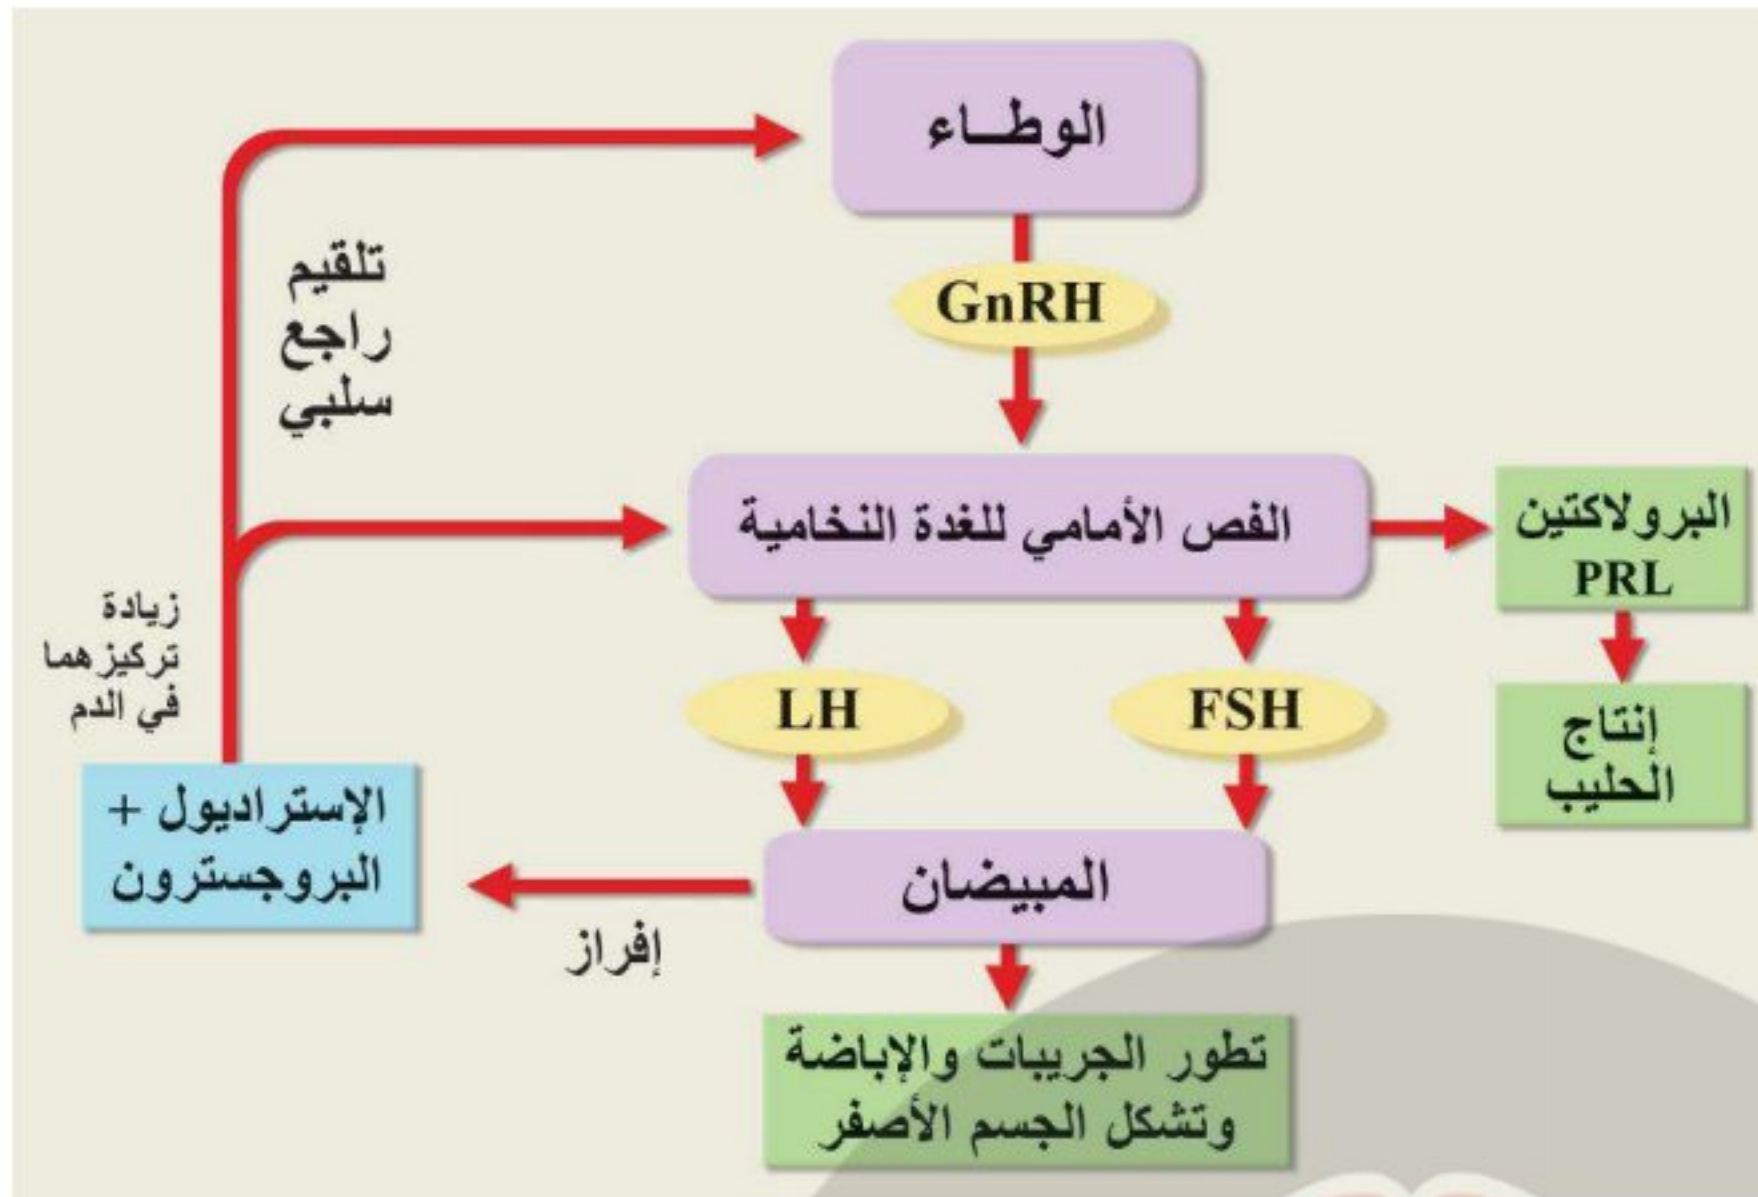 الوطـــاء
GnRH
تلقيم
راجع
سلبي
الفص الأمامي للغدة النخامية
البرولاكتين
PRL
زيادة
تركيزهما
في الدم
LH
FSH
إنتاج
الحليب
الإستراديول +
البروجسترون
المبيضان
إفراز
تطور الجريبات والإباضة
وتشكل الجسم الأصفر